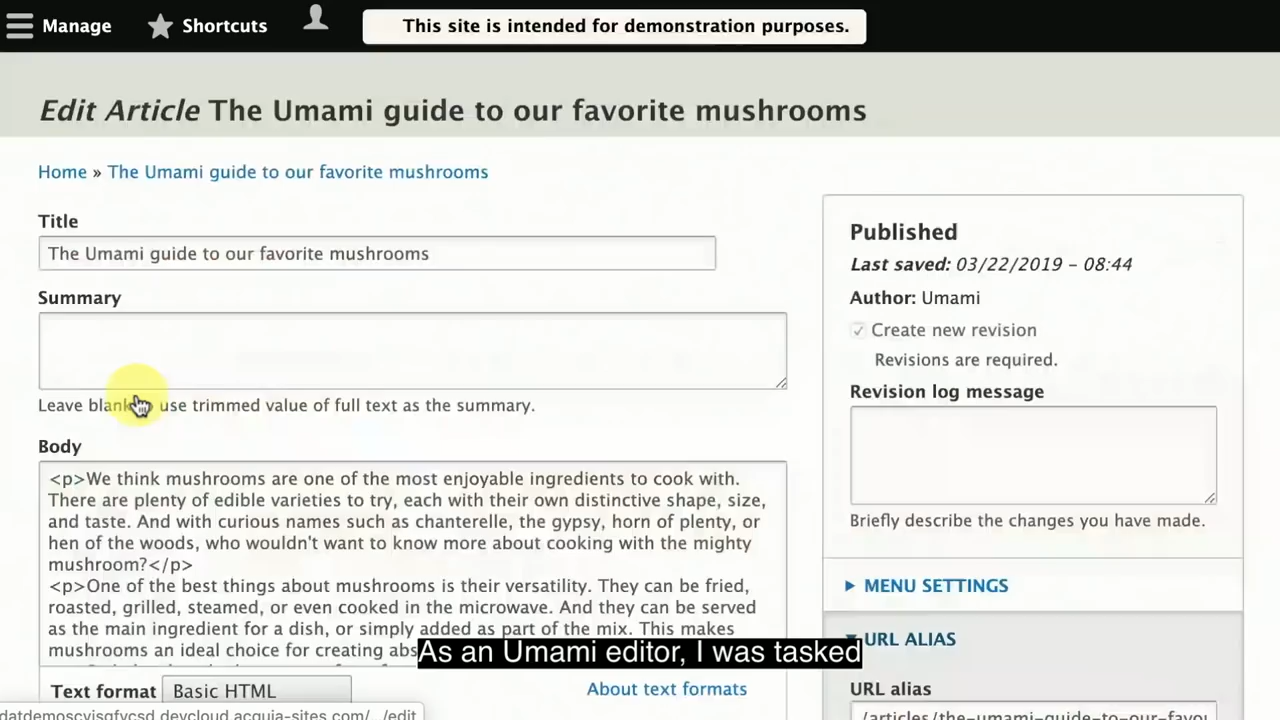 Manage Shortcuts This site is intended for demonstration purposes.
Edit Article The Umami guide to our favorite mushrooms
Home » The Umami guide to our favorite mushrooms
Title
The Umami guide to our favorite mushrooms
Summary
Leave blank to use trimmed value of full text as the summary.
Body
<p>We think mushrooms are one of the most enjoyable ingredients to cook with.
There are plenty of edible varieties to try, each with their own distinctive shape, size,
and taste. And with curious names such as chanterelle, the gypsy, horn of plenty, or
hen of the woods, who wouldn't want to know more about cooking with the mighty
mushroom?</p>
<p>One of the best things about mushrooms is their versatility. They can be fried,
roasted, grilled, steamed, or even cooked in the microwave. And they can be served
as the main ingredient for a dish, or simply added as part of the mix. This makes
mushrooms an ideal choice for creating abs
Text format Basic HTML About text formats
Published
Last saved: 03/22/2019 – 08:44
Author: Umami
Create new revision
Revisions are required.
Revision log message
Briefly describe the changes you have made.
MENU SETTINGS
URL ALIAS
URL alias
/articles/the-umami-guide-to-our-favou
As an Umami editor, I was tasked